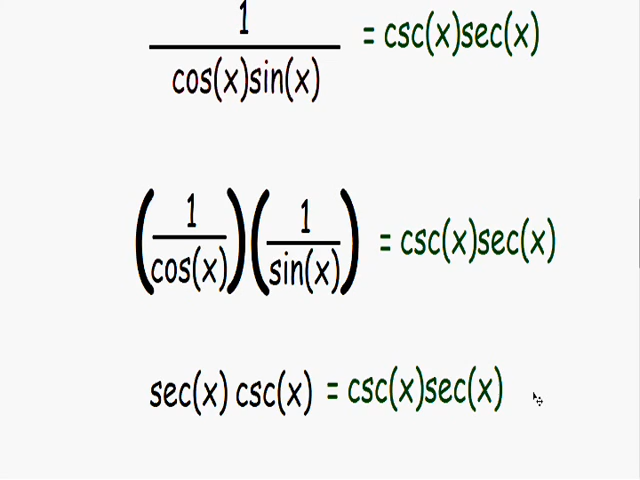 1 / cos(x)sin(x) = csc(x)sec(x)
(1 / cos(x))(1 / sin(x)) = csc(x)sec(x)
sec(x) csc(x) = csc(x)sec(x)